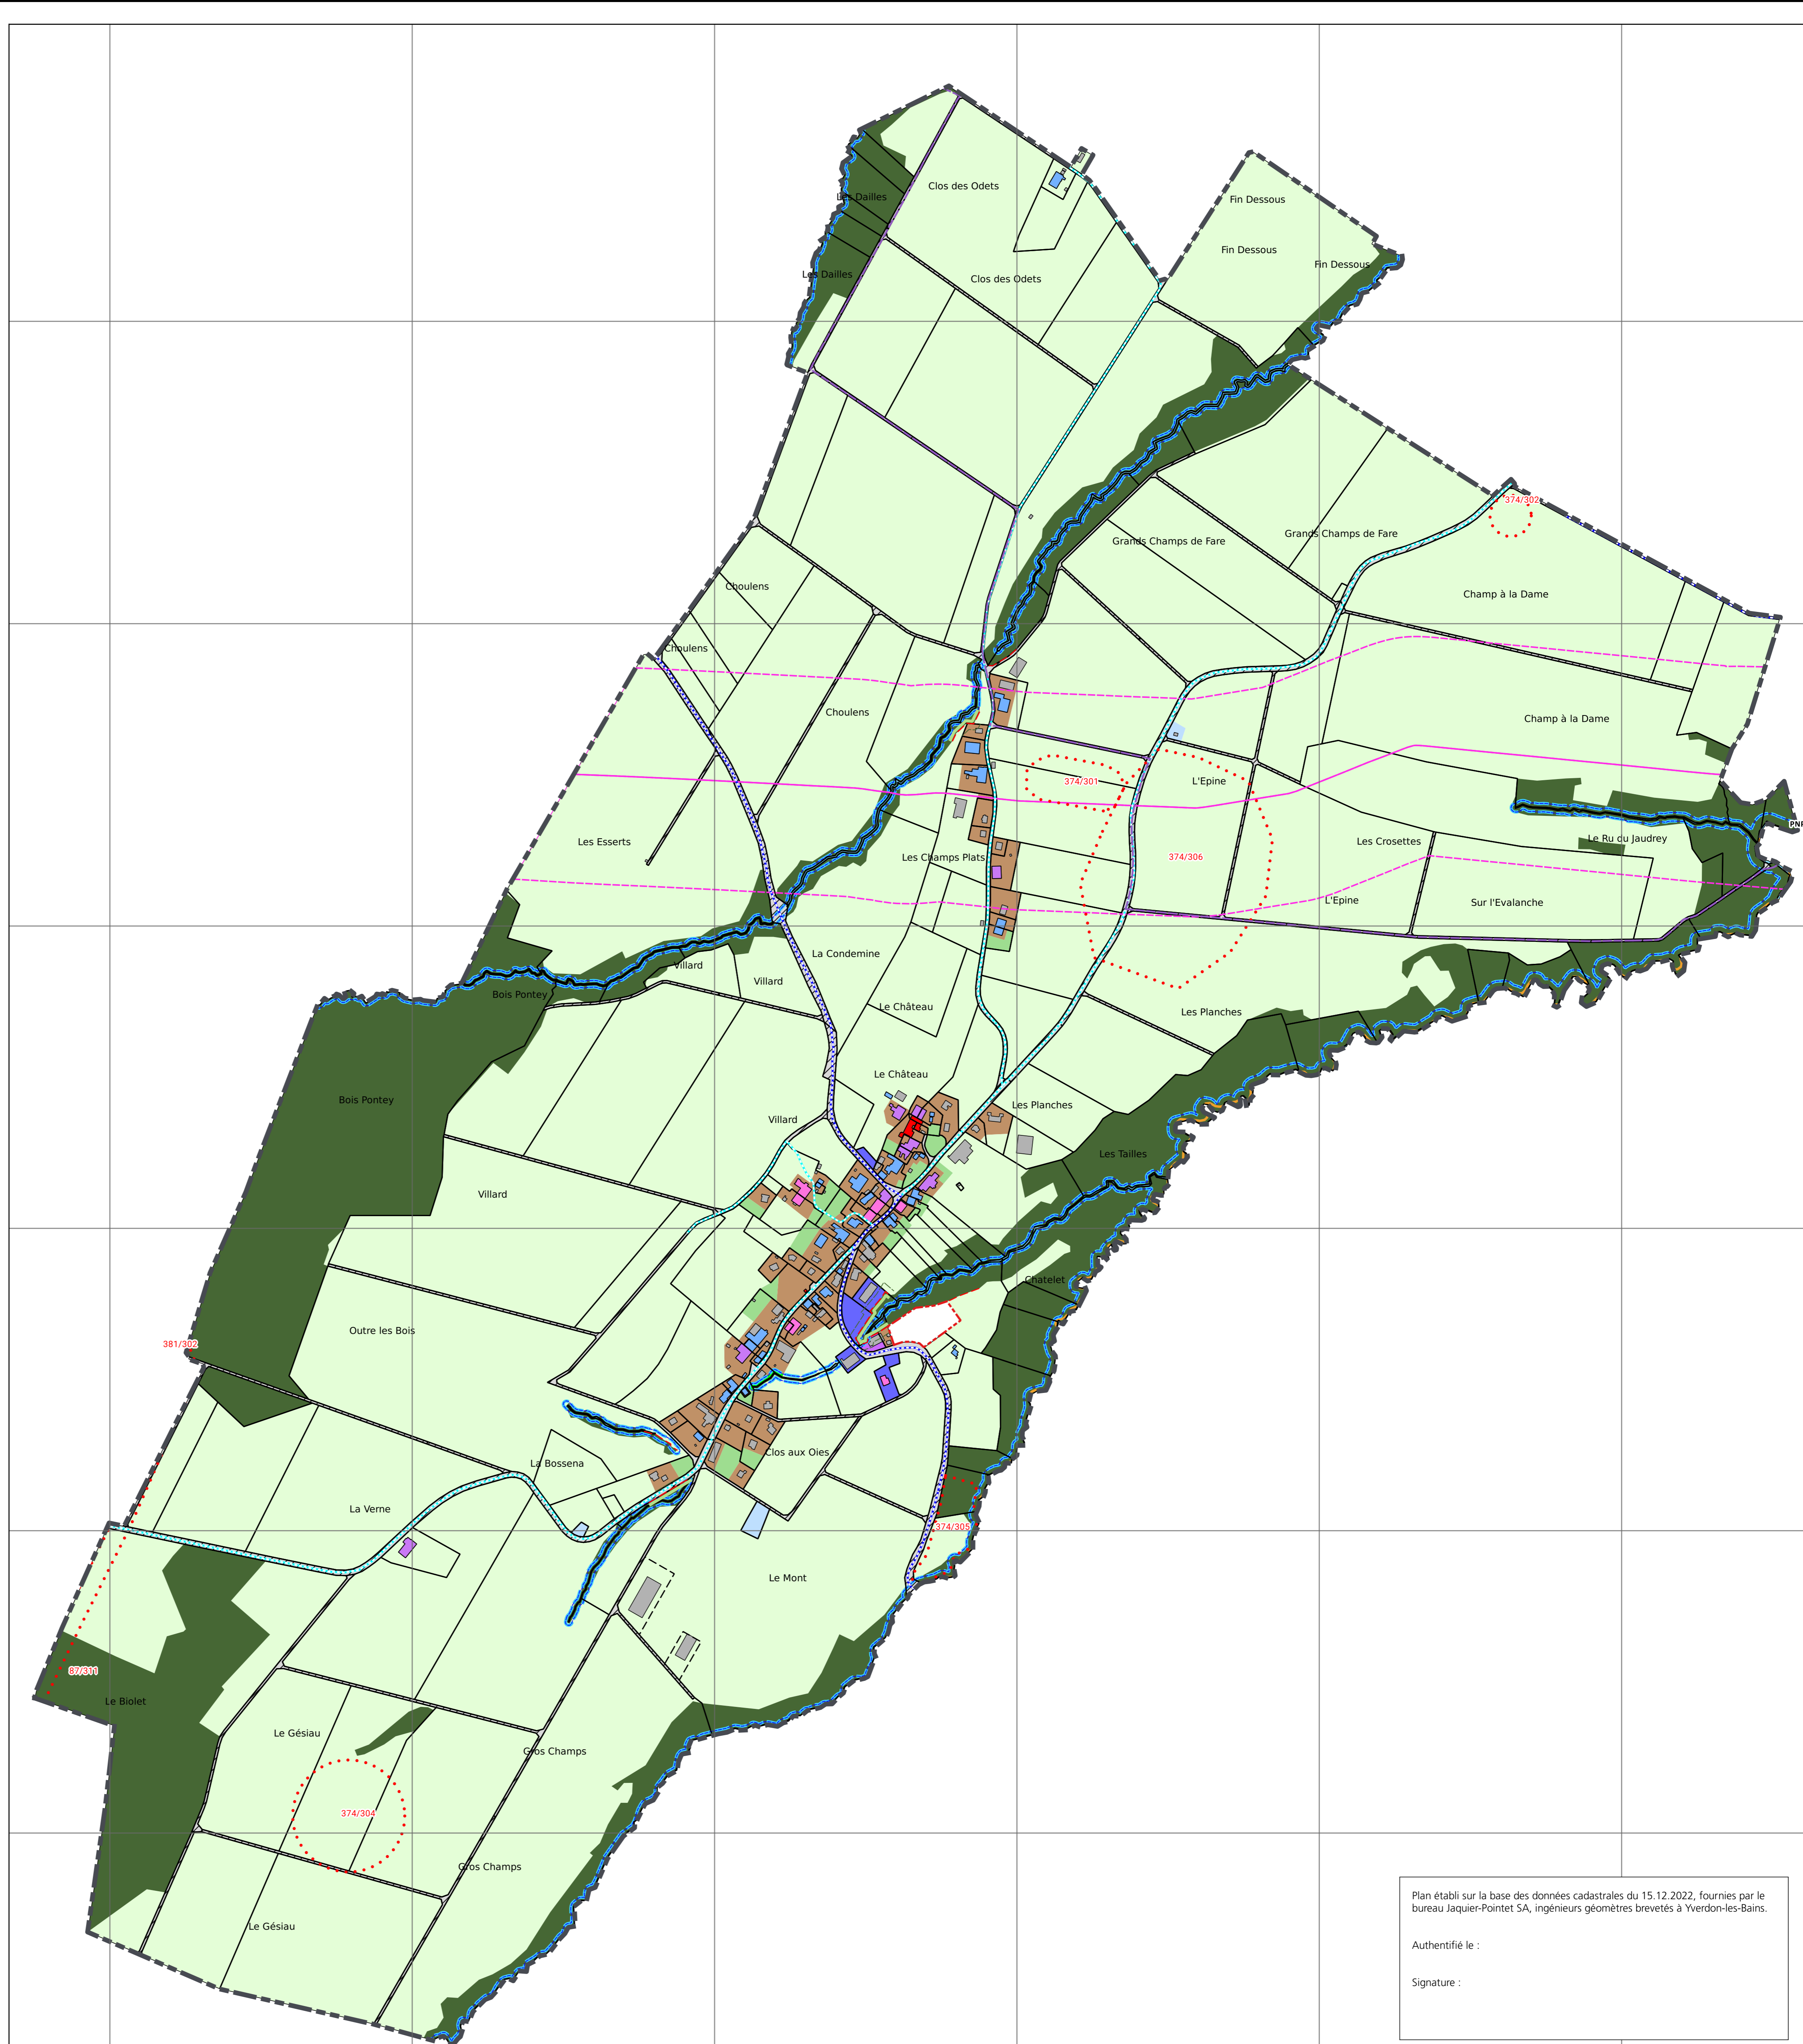 Clos des Odets
Fin Dessous
Les Dailles
Fin Dessous
Fin Dessous
Les Dailles
Clos des Odets
374/302
Grands Champs de Fare
Grands Champs de Fare
Choulens
Champ à la Dame
Choulens
Choulens
Champ à la Dame
374/301
L'Epine
Les Esserts
Les Crosettes
Le Ru du Jaudrey
Les Champs Plats
374/306
L'Epine
Sur l'Evalanche
La Condemine
Villard
Villard
Bois Pontey
Le Château
Les Planches
Le Château
Bois Pontey
Les Planches
Villard
Les Tailles
Villard
Chatelet
Outre les Bois
381/302
Clos aux Oies
La Bossena
La Verne
374/305
Le Mont
87/311
Le Biolet
Le Gésiau
Gros Champs
374/304
Gros Champs
Le Gésiau
Plan établi sur la base des données cadastrales du 15.12.2022, fournies par le
bureau Jaquier-Pointet SA, ingénieurs géomètres brevetés à Yverdon-les-Bains.
Authentifié le :
Signature :